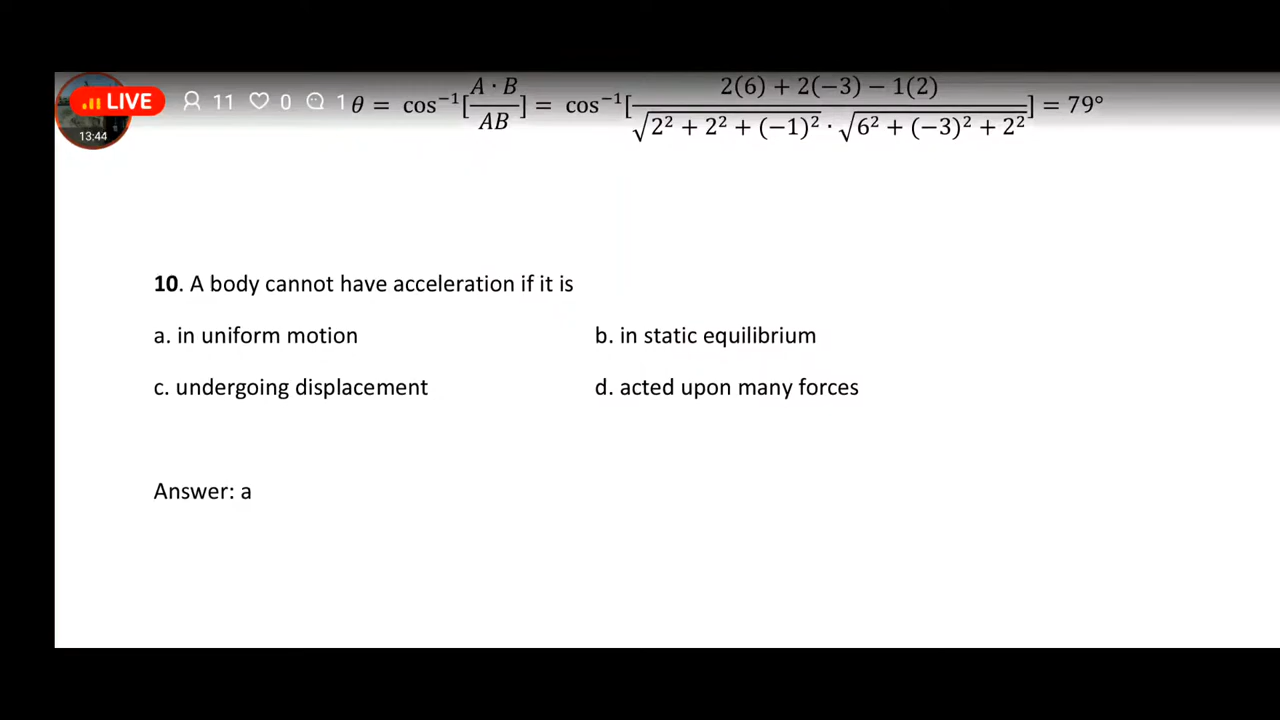 LIVE 11 0 1 θ = cos⁻¹[A · B / AB] = cos⁻¹[2(6) + 2(−3) − 1(2) / √2² + 2² + (−1)² · √6² + (−3)² + 2²] = 79°
13:44
10. A body cannot have acceleration if it is
a. in uniform motion b. in static equilibrium
c. undergoing displacement d. acted upon many forces
Answer: a